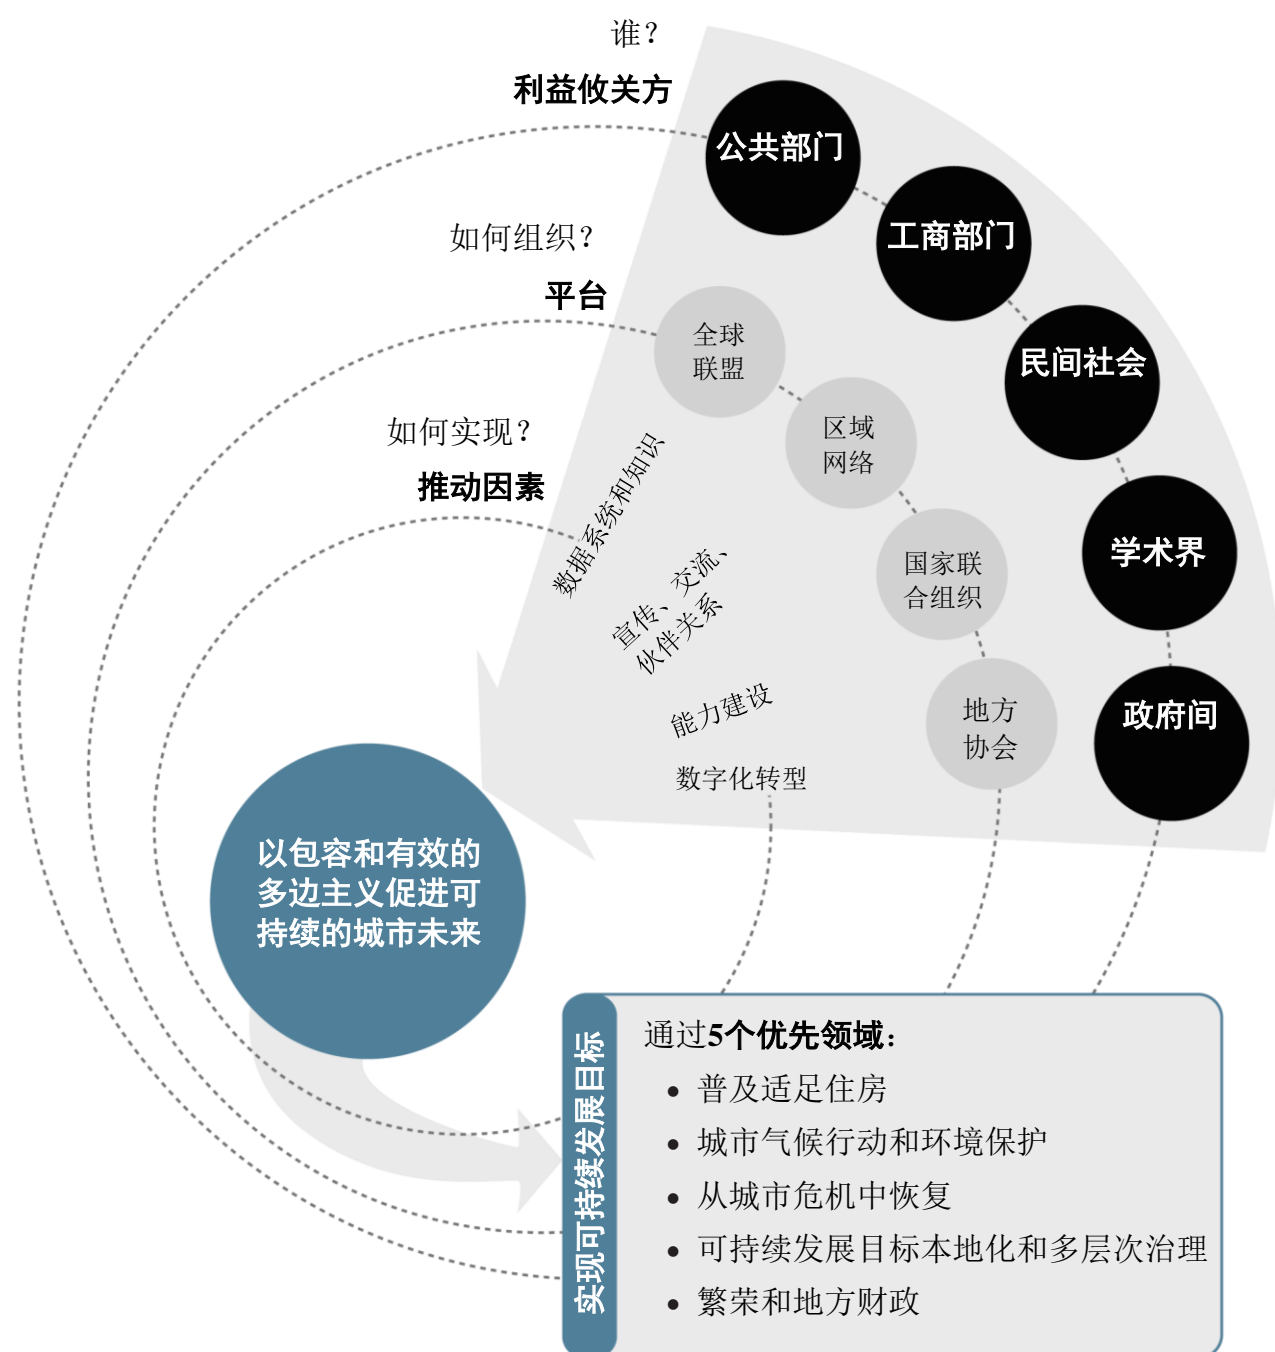 谁？
利益攸关方
公共部门
工商部门
民间社会
学术界
政府间
如何组织？
平台
全球
联盟
区域
网络
国家联
合组织
地方
协会
如何实现？
推动因素
数据系统和知识
宣传、交流、
伙伴关系
能力建设
数字化转型
以包容和有效的
多边主义促进可
持续的城市未来
实现可持续发展目标
通过5个优先领域：
• 普及适足住房
• 城市气候行动和环境保护
• 从城市危机中恢复
• 可持续发展目标本地化和多层次治理
• 繁荣和地方财政